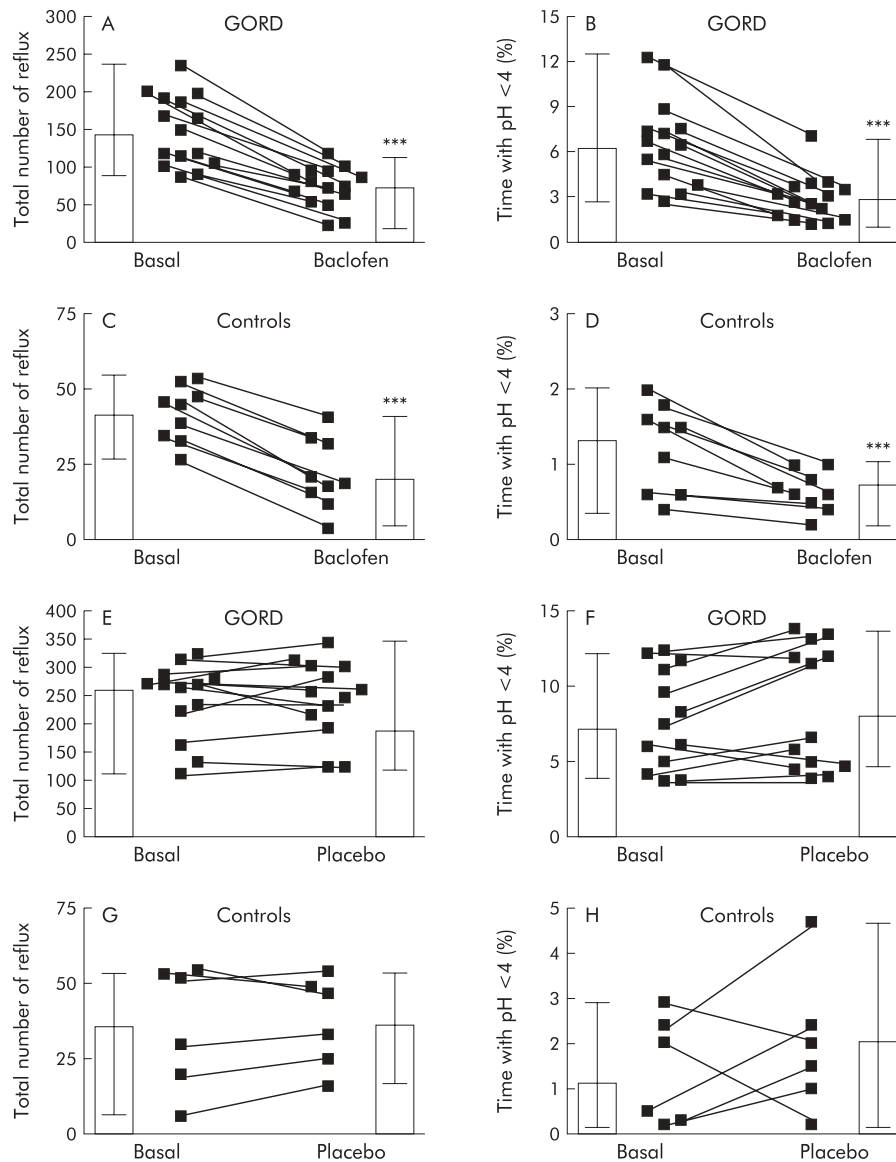 A GORD
Total number of reflux
300
250
200
150
100
50
0
***
Basal Baclofen
B GORD
Time with pH <4 (%)
15
12
9
6
3
0
***
Basal Baclofen
C Controls
Total number of reflux
75
50
25
0
***
Basal Baclofen
D Controls
Time with pH <4 (%)
3
2
1
0
***
Basal Baclofen
E GORD
Total number of reflux
400
350
300
250
200
150
100
50
0
Basal Placebo
F GORD
Time with pH <4 (%)
15
10
5
0
Basal Placebo
G Controls
Total number of reflux
75
50
25
0
Basal Placebo
H Controls
Time with pH <4 (%)
5
4
3
2
1
0
Basal Placebo